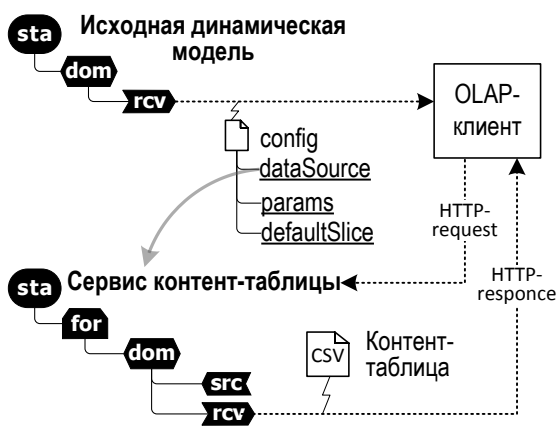 sta
Исходная динамическая
модель
dom
rcv
OLAP-
клиент
config
dataSource
params
defaultSlice
HTTP-
request
HTTP-
responce
sta
Сервис контент-таблицы
for
dom
src
rcv
CSV
Контент-
таблица